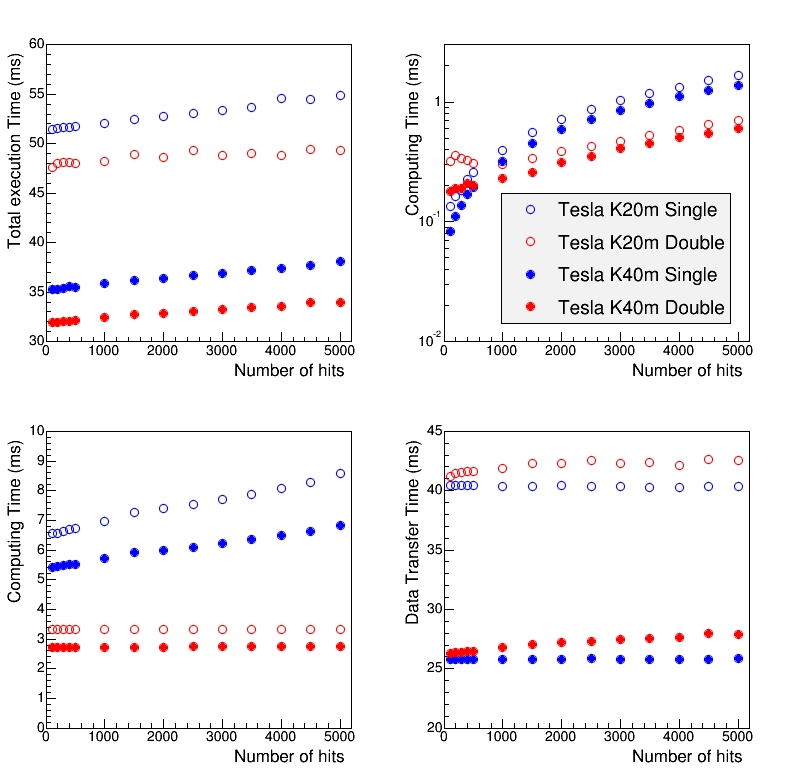 Total execution Time (ms)
60
55
50
45
40
35
30
0 1000 2000 3000 4000 5000
Number of hits
Computing Time (ms)
1
10-1
10-2
Tesla K20m Single
Tesla K20m Double
Tesla K40m Single
Tesla K40m Double
0 1000 2000 3000 4000 5000
Number of hits
Computing Time (ms)
10
9
8
7
6
5
4
3
2
1
0
0 1000 2000 3000 4000 5000
Number of hits
Data Transfer Time (ms)
45
40
35
30
25
20
0 1000 2000 3000 4000 5000
Number of hits